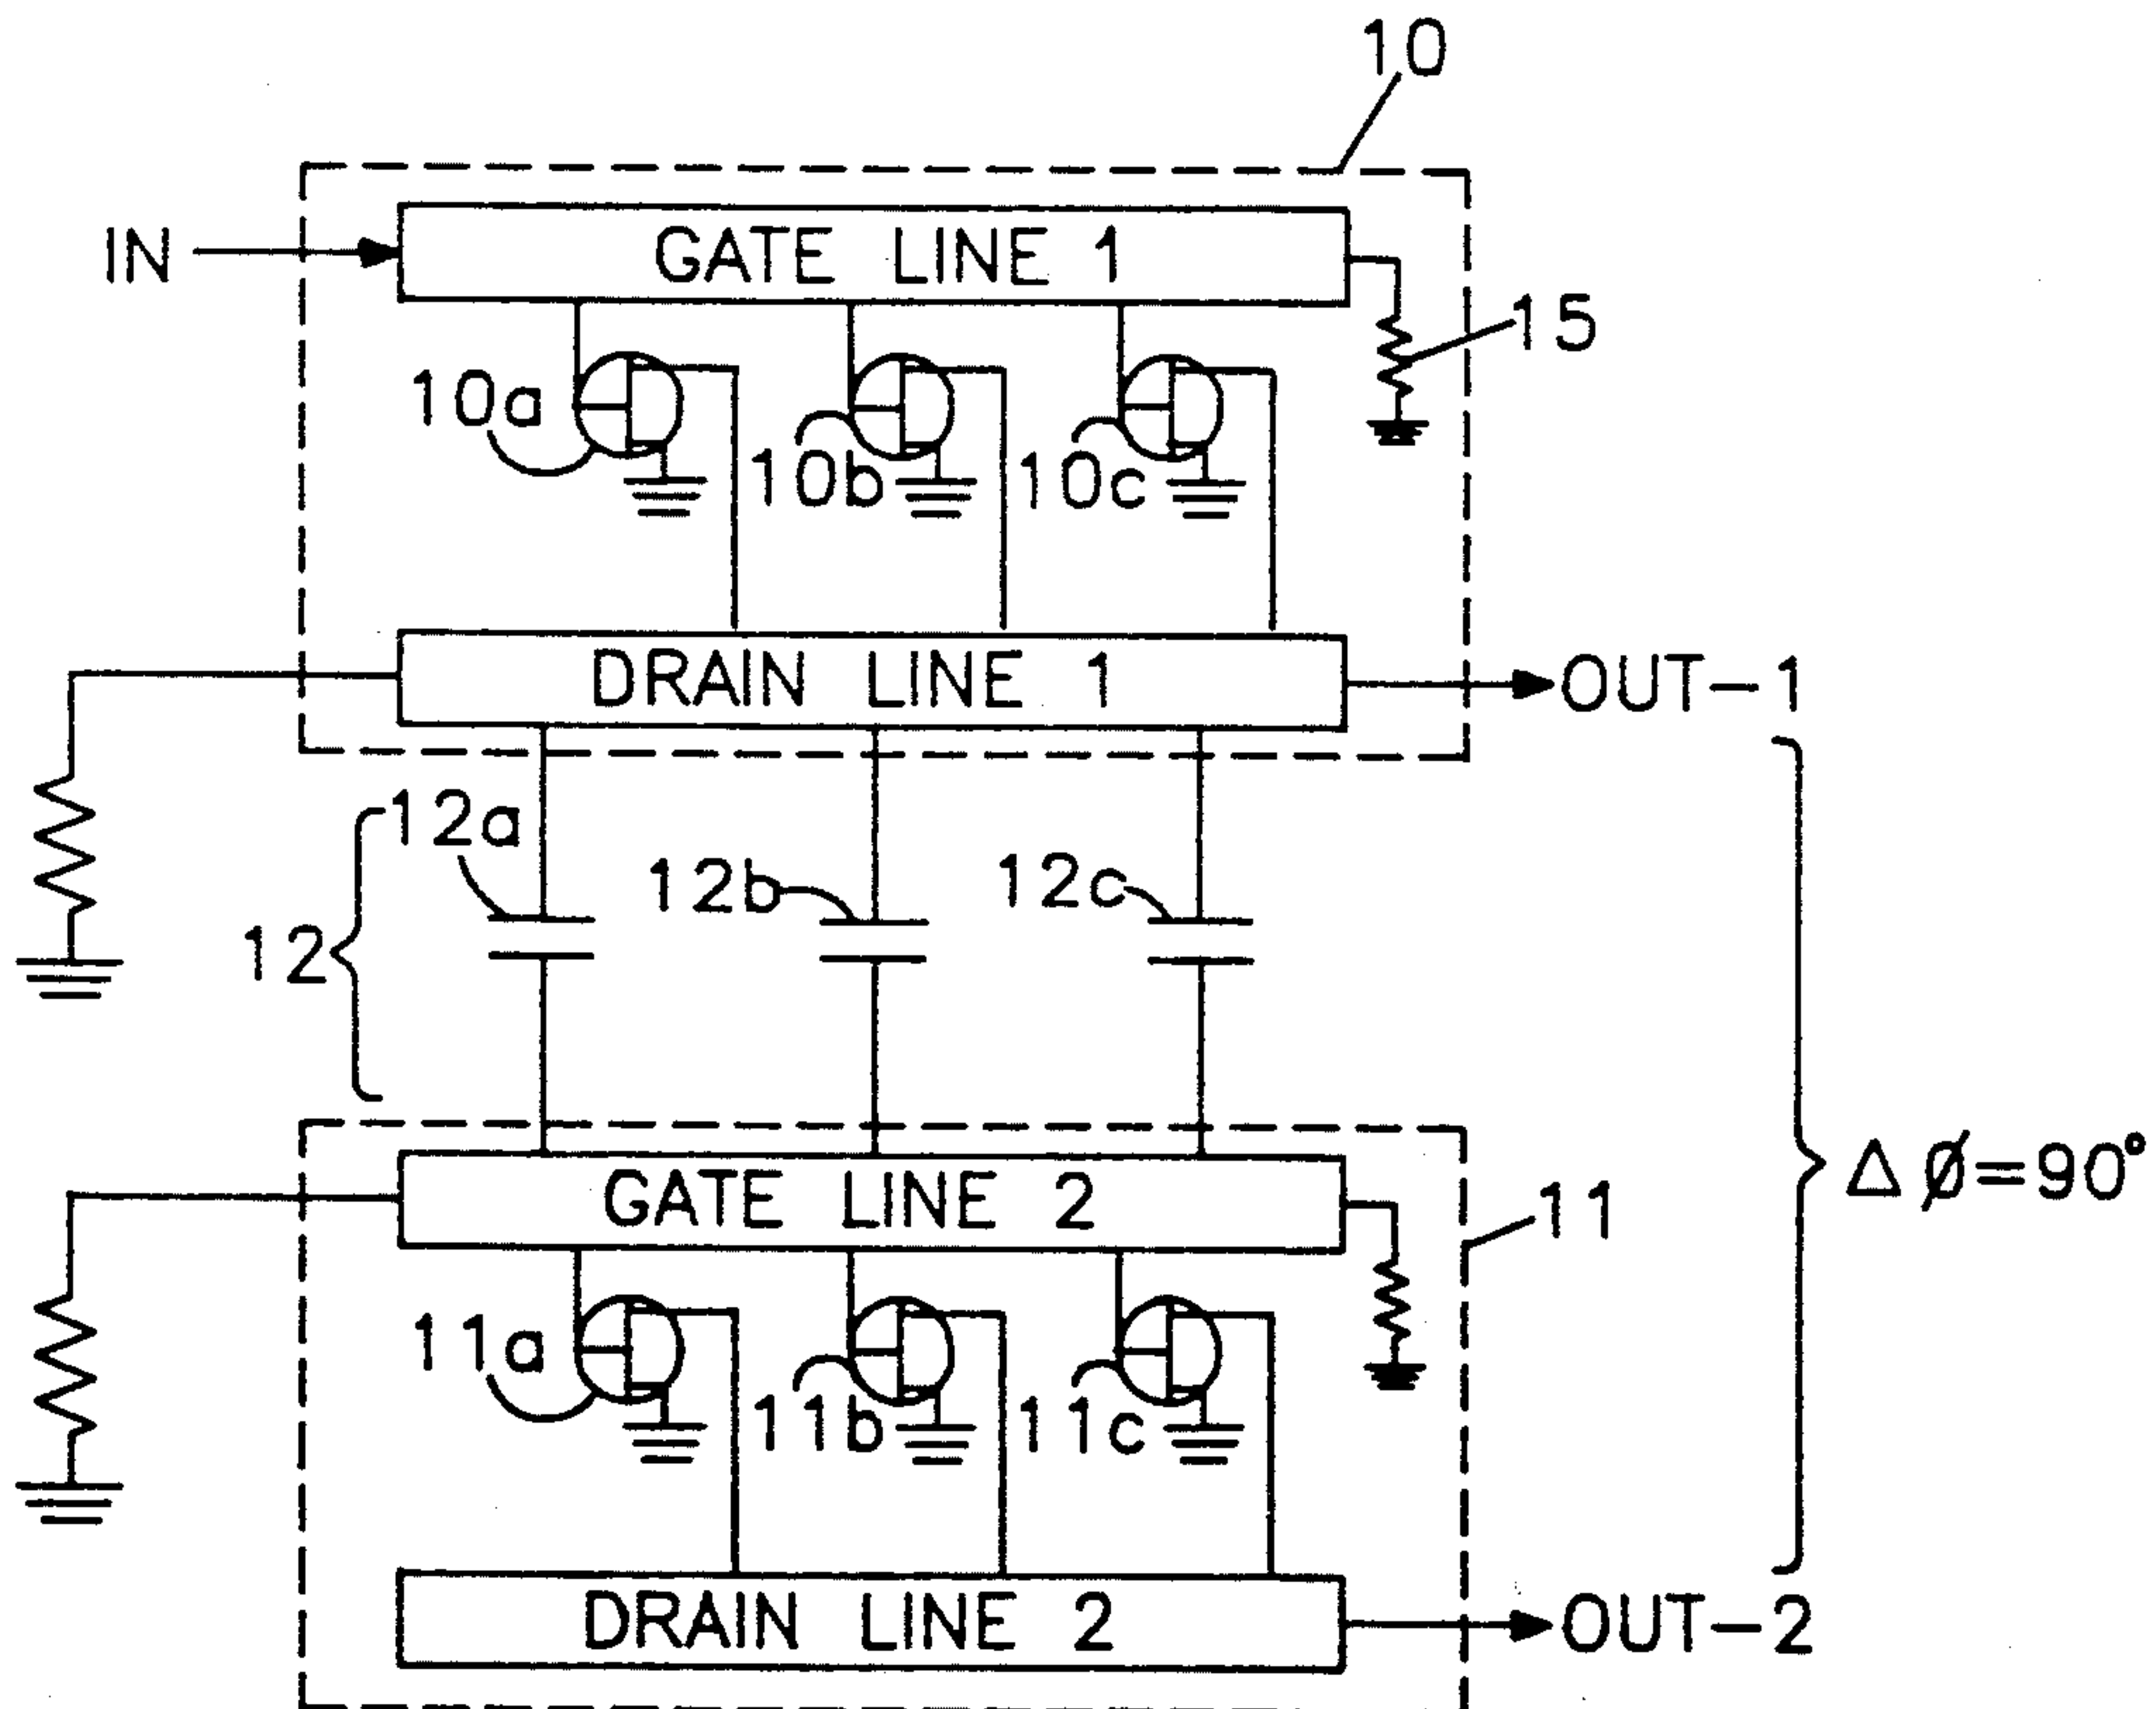 10
IN
GATE LINE 1
15
10a
10b
10c
DRAIN LINE 1
OUT-1
12a
12b
12c
12
GATE LINE 2
Δ Ø=90°
11
11a
11b
11c
DRAIN LINE 2
OUT-2